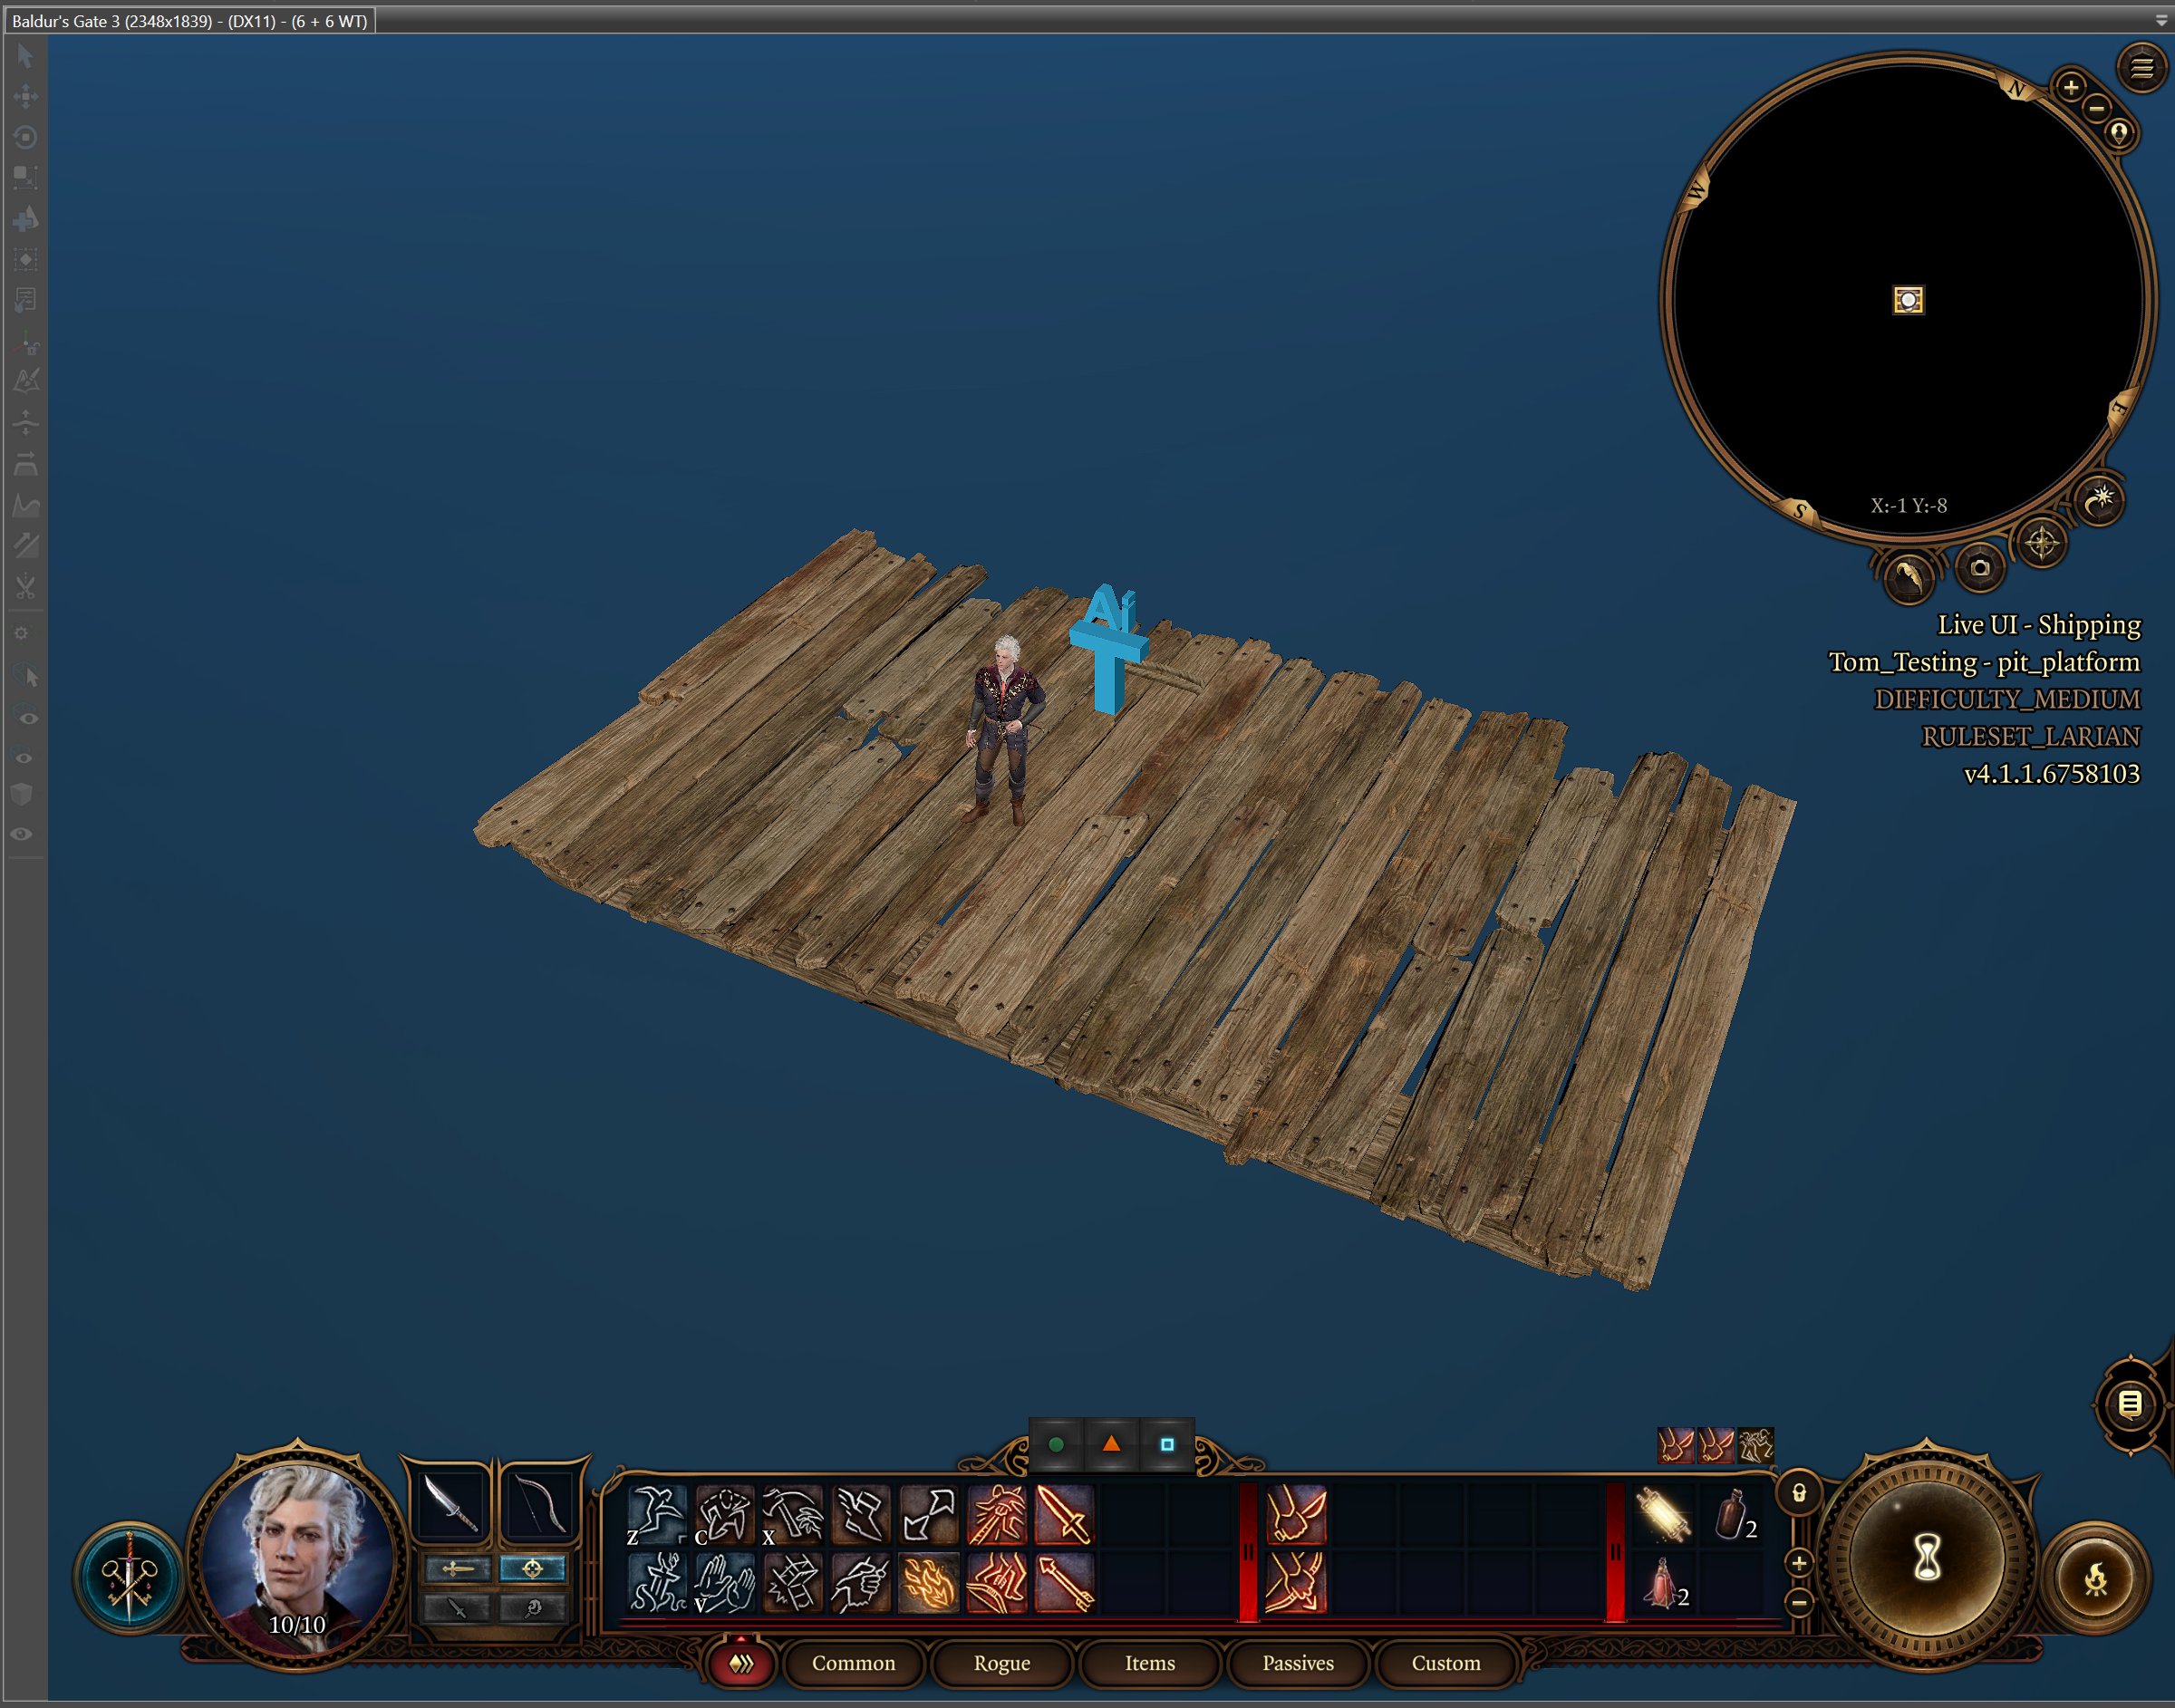 Baldur's Gate 3 (2348x1839) - (DX11) - (6 + 6 WT)
N
W
E
S
X:-1 Y:-8
Live UI - Shipping
Tom_Testing - pit_platform
DIFFICULTY_MEDIUM
RULESET_LARIAN
v4.1.1.6758103
AI
T
Z
C
X
2
V
2
10/10
Common
Rogue
Items
Passives
Custom